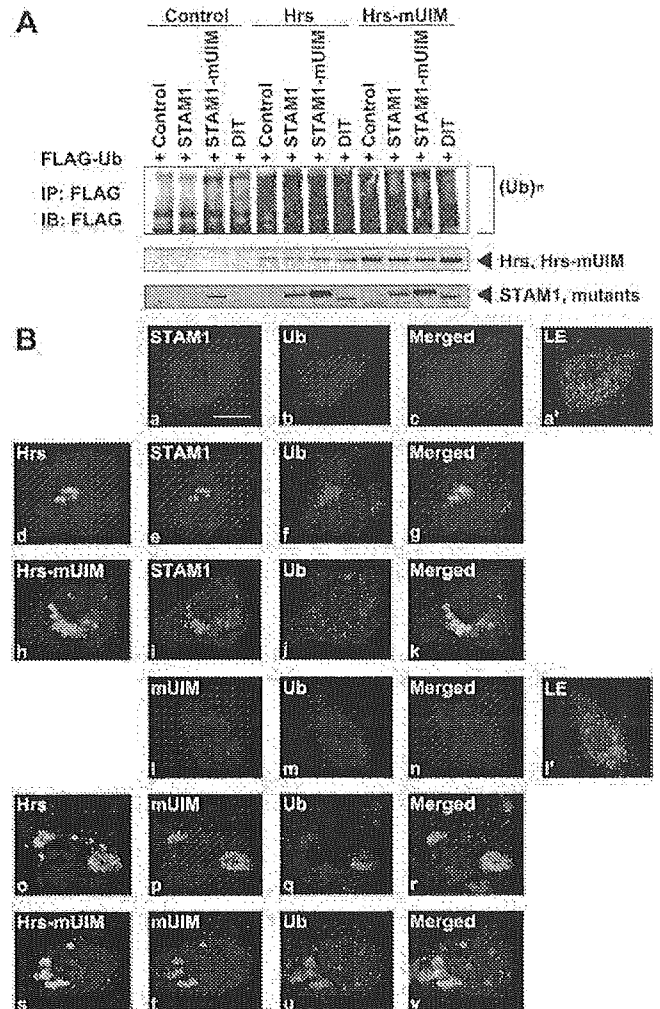 A
Control Hrs Hrs-mUIM
Control STAM1 STAM1-mUIM DIT Control STAM1 STAM1-mUIM DIT Control STAM1 STAM1-mUIM DIT
FLAG-Ub + + + + + + + + + + + +
IP: FLAG
IB: FLAG
(Ub)n
Hrs, Hrs-mUIM
STAM1, mutants
B
STAM1 Ub Merged LE
a b c a'
Hrs STAM1 Ub Merged
d e f g
Hrs-mUIM STAM1 Ub Merged
h i j k
mUIM Ub Merged LE
l m n l'
Hrs mUIM Ub Merged
o p q r
Hrs-mUIM mUIM Ub Merged
s t u v